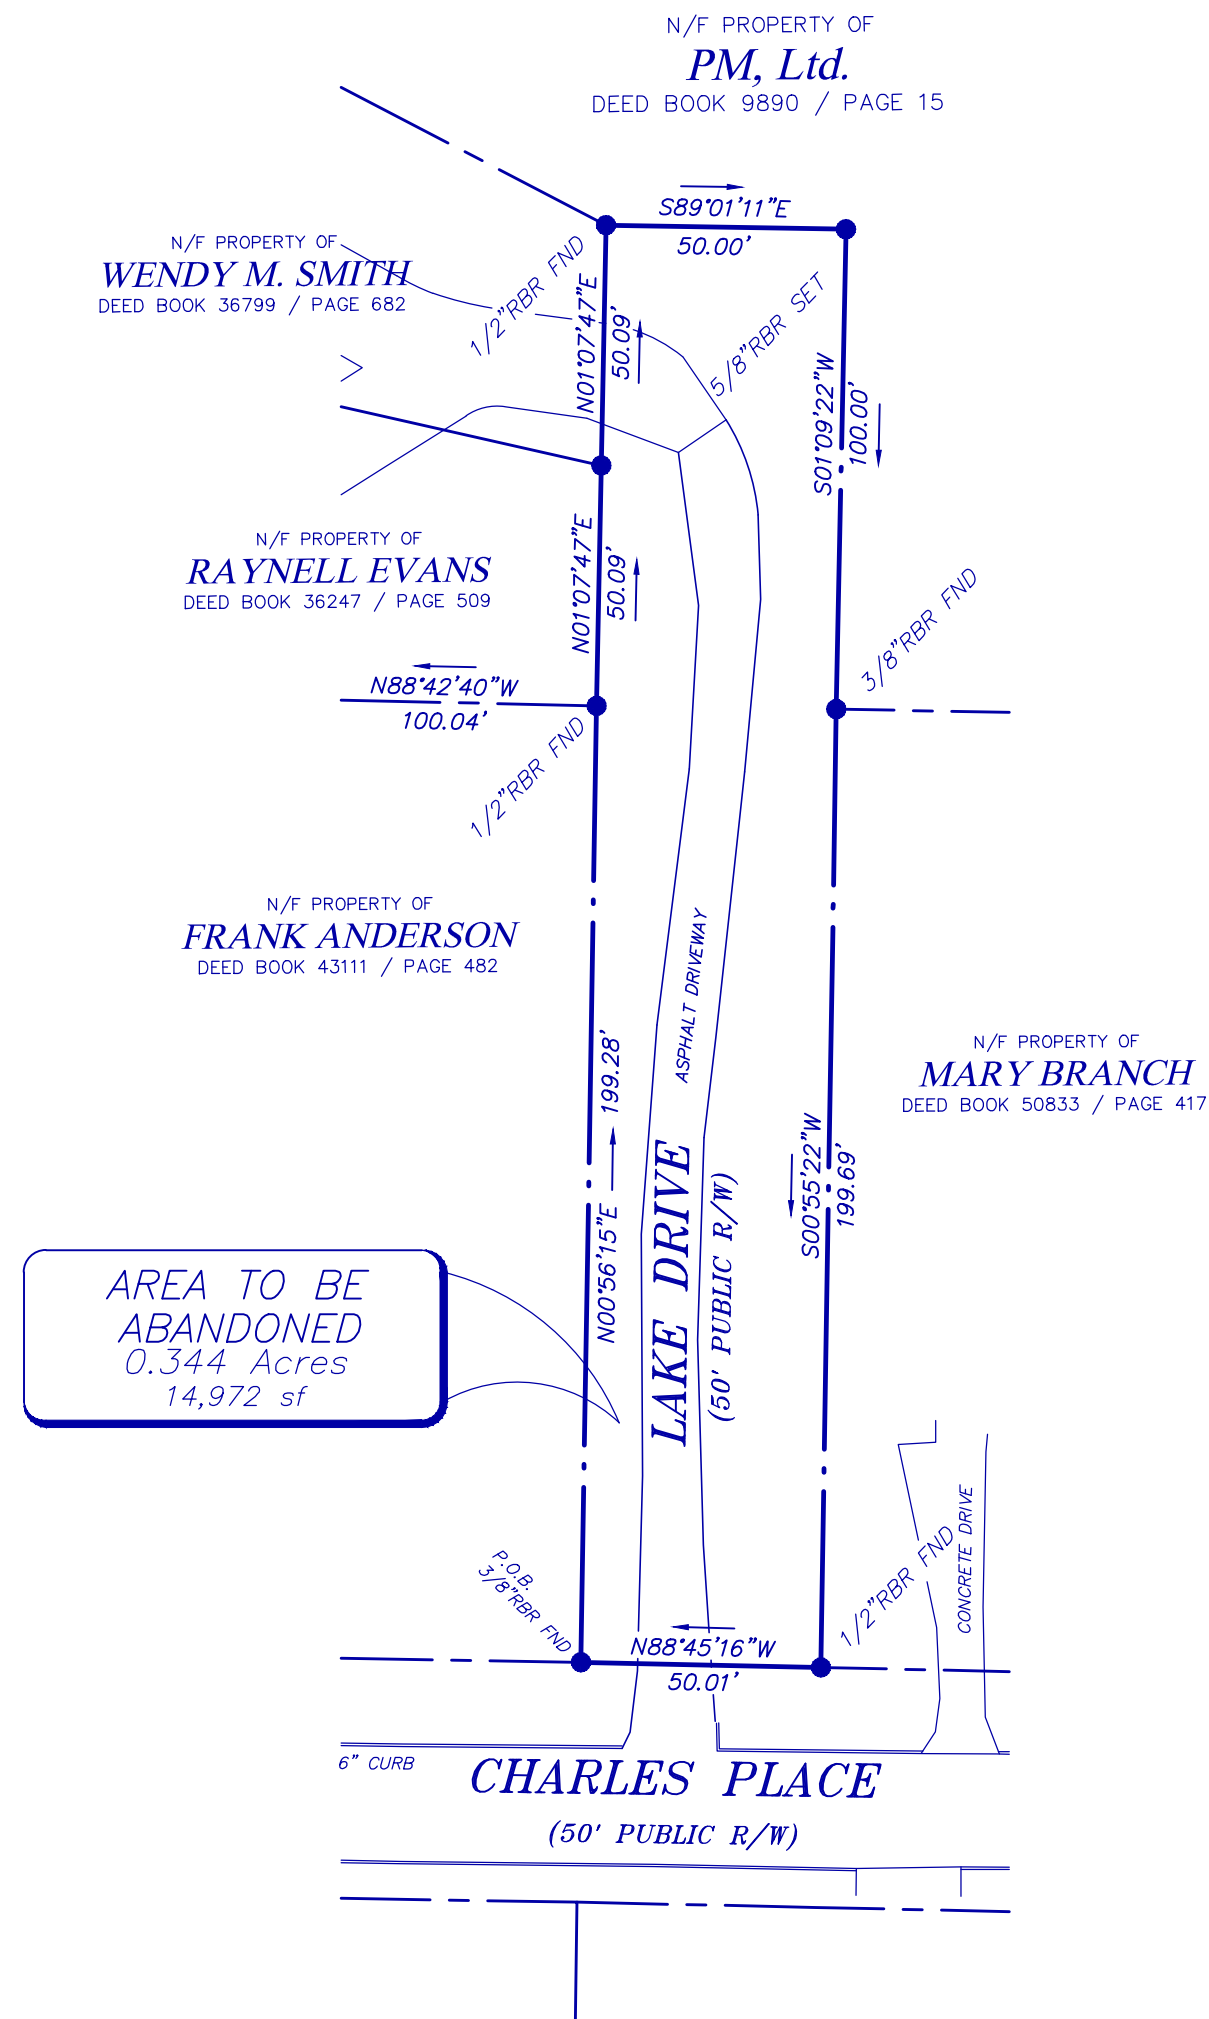 N/F PROPERTY OF
PM, Ltd.
DEED BOOK 9890 / PAGE 15
S89°01'11"E
50.00'
N/F PROPERTY OF
WENDY M. SMITH
DEED BOOK 36799 / PAGE 682
1/2"RBR FND
N01°07'47"E
50.09'
5/8"RBR SET
S01°09'22"W
100.00'
N/F PROPERTY OF
RAYNELL EVANS
DEED BOOK 36247 / PAGE 509
N01°07'47"E
50.09'
3/8"RBR FND
N88°42'40"W
100.04'
1/2"RBR FND
N/F PROPERTY OF
FRANK ANDERSON
DEED BOOK 43111 / PAGE 482
ASPHALT DRIVEWAY
N/F PROPERTY OF
MARY BRANCH
DEED BOOK 50833 / PAGE 417
N00°56'15"E
199.28'
LAKE DRIVE
(50' PUBLIC R/W)
S00°55'22"W
199.69'
AREA TO BE
ABANDONED
0.344 Acres
14,972 sf
P.O.B.
3/8"RBR FND
N88°45'16"W
50.01'
1/2"RBR FND
CONCRETE DRIVE
6" CURB
CHARLES PLACE
(50' PUBLIC R/W)